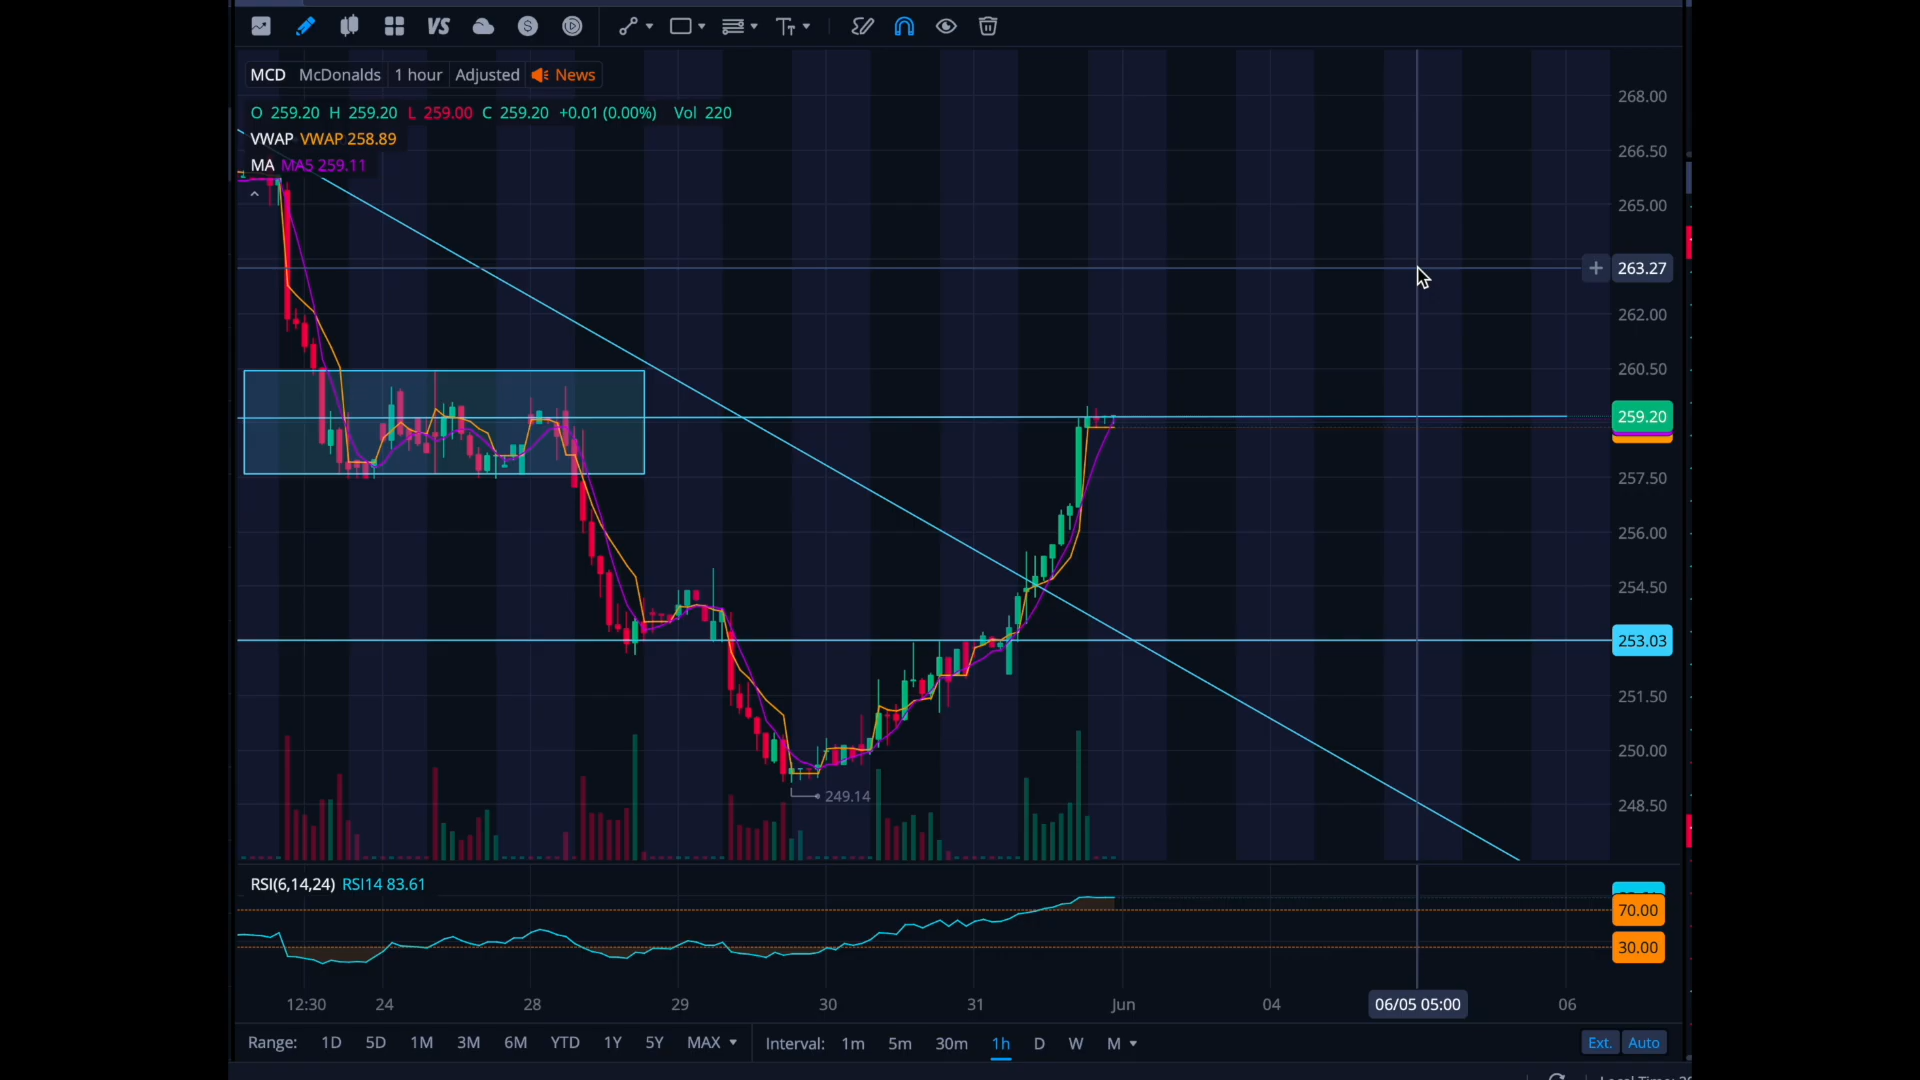 VS
MCD McDonalds 1 hour Adjusted News
O 259.20 H 259.20 L 259.00 C 259.20 +0.01 (0.00%) Vol 220
VWAP VWAP 258.89
MA MA5 259.11
268.00
266.50
265.00
263.27
262.00
260.50
259.20
257.50
256.00
254.50
253.03
251.50
250.00
249.14
248.50
RSI(6,14,24) RSI14 83.61
70.00
30.00
12:30 24 28 29 30 31 Jun 04 06/05 05:00 06
Range: 1D 5D 1M 3M 6M YTD 1Y 5Y MAX Interval: 1m 5m 30m 1h D W M Ext. Auto